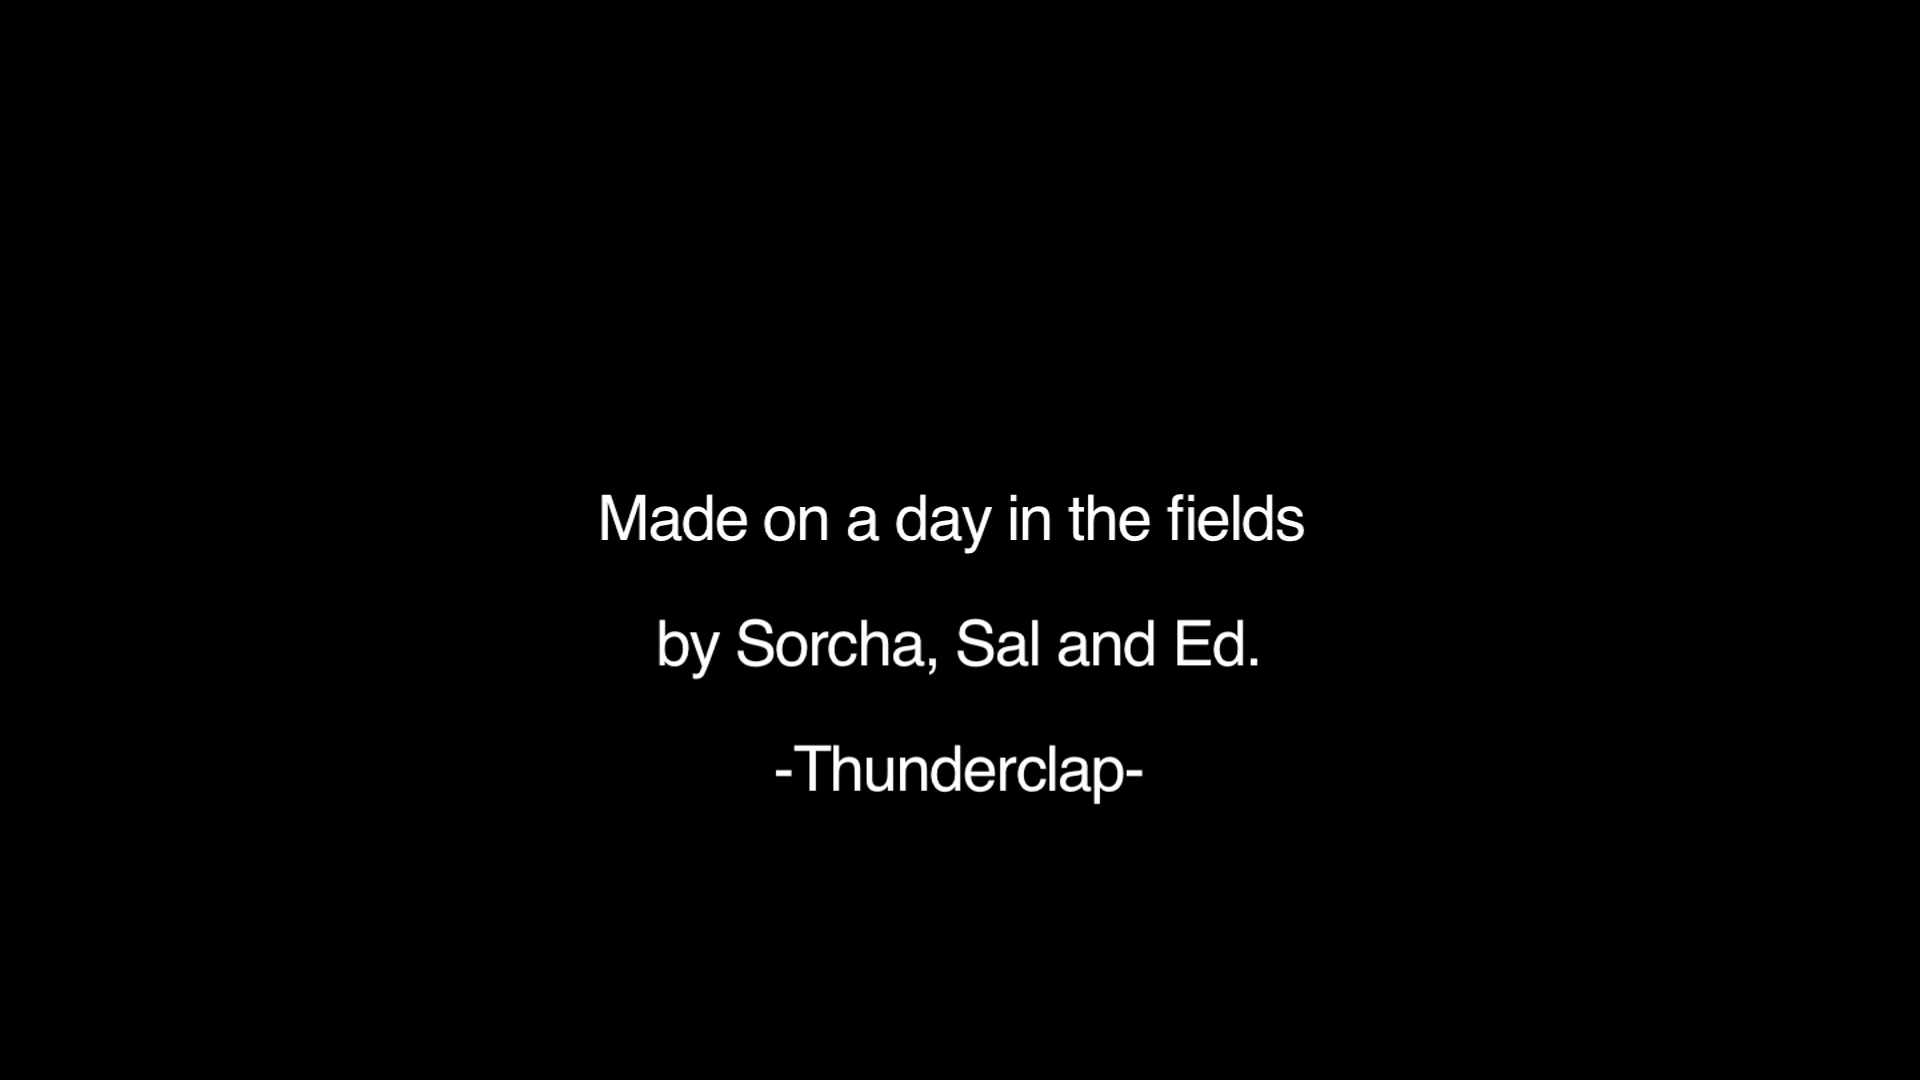 Made on a day in the fields
by Sorcha, Sal and Ed.
-Thunderclap-